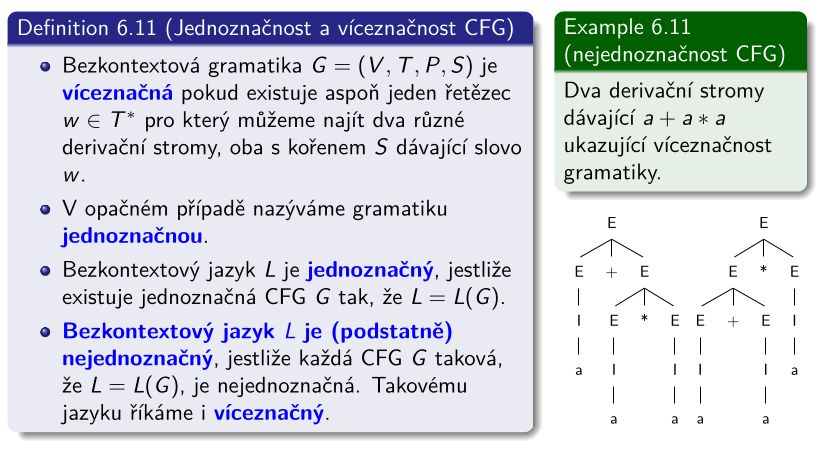 Definition 6.11 (Jednoznačnost a víceznačnost CFG)
Bezkontextová gramatika G = (V, T, P, S) je
víceznačná pokud existuje aspoň jeden řetězec
w ∈ T* pro který můžeme najít dva různé
derivační stromy, oba s kořenem S dávající slovo
w.
V opačném případě nazýváme gramatiku
jednoznačnou.
Bezkontextový jazyk L je jednoznačný, jestliže
existuje jednoznačná CFG G tak, že L = L(G).
Bezkontextový jazyk L je (podstatně)
nejednoznačný, jestliže každá CFG G taková,
že L = L(G), je nejednoznačná. Takovému
jazyku říkáme i víceznačný.
Example 6.11
(nejednoznačnost CFG)
Dva derivační stromy
dávající a + a ∗ a
ukazující víceznačnost
gramatiky.
E E
E + E E * E
I E * E E + E I
a I I I I a
a a a a